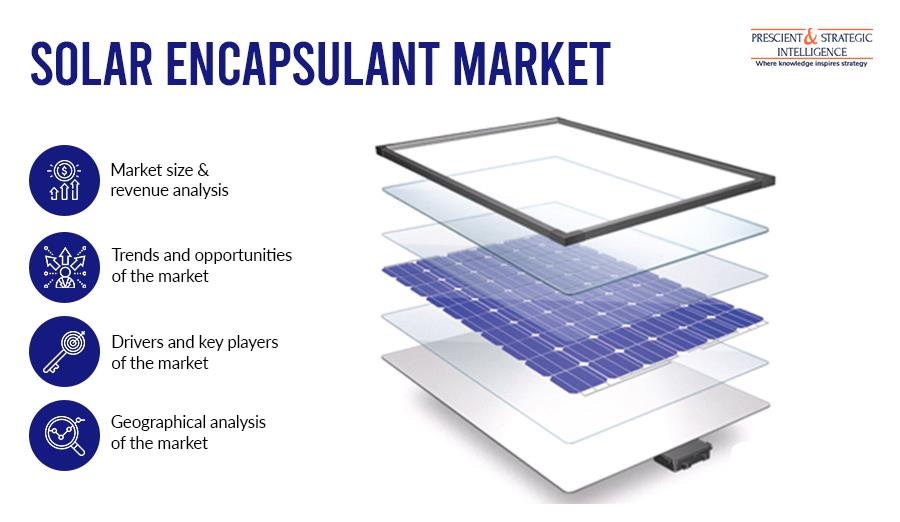 SOLAR ENCAPSULANT MARKET
PRESCIENT & STRATEGIC
INTELLIGENCE
Where knowledge inspires strategy
$
Market size &
revenue analysis
Trends and opportunities
of the market
Drivers and key players
of the market
Geographical analysis
of the market